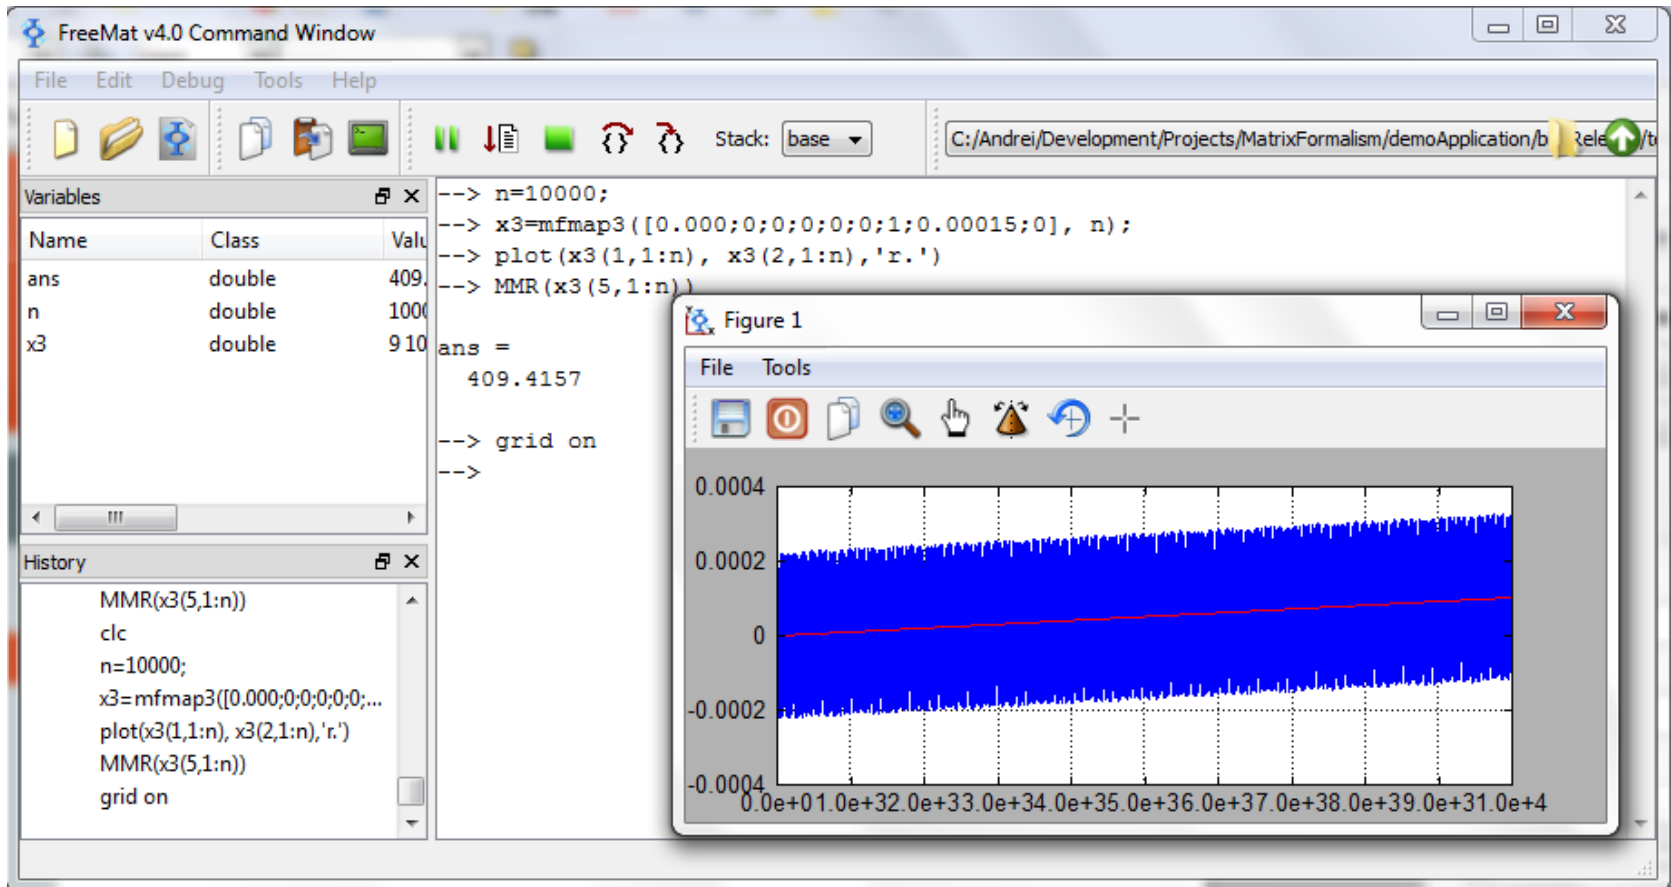 FreeMat v4.0 Command Window
File Edit Debug Tools Help
Stack: base
C:/Andrei/Development/Projects/MatrixFormalism/demoApplication/b Rele /t
Variables
Name Class Valu
ans double 409.
n double 1000
x3 double 9 10
History
MMR(x3(5,1:n))
clc
n=10000;
x3=mfmap3([0.000;0;0;0;0;0;...
plot(x3(1,1:n), x3(2,1:n),'r.')
MMR(x3(5,1:n))
grid on
--> n=10000;
--> x3=mfmap3([0.000;0;0;0;0;0;1;0.00015;0], n);
--> plot(x3(1,1:n), x3(2,1:n),'r.')
--> MMR(x3(5,1:n))
ans =
409.4157
--> grid on
-->
Figure 1
File Tools
0.0004
0.0002
0
-0.0002
-0.0004
0.0e+01.0e+32.0e+33.0e+34.0e+35.0e+36.0e+37.0e+38.0e+39.0e+31.0e+4